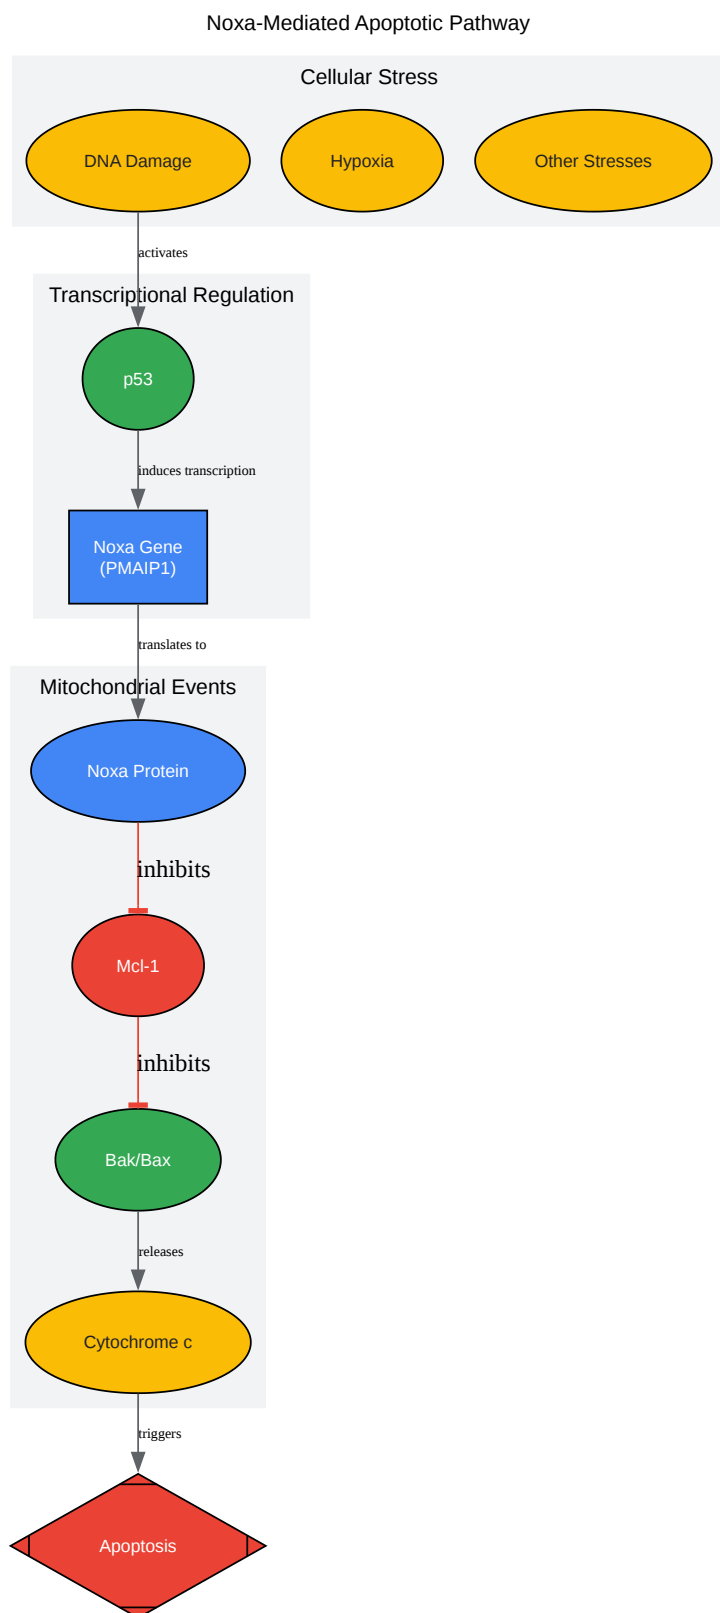 Noxa-Mediated Apoptotic Pathway
Cellular Stress
DNA Damage
Hypoxia
Other Stresses
activates
Transcriptional Regulation
p53
induces transcription
Noxa Gene
(PMAIP1)
translates to
Mitochondrial Events
Noxa Protein
inhibits
Mcl-1
inhibits
Bak/Bax
releases
Cytochrome c
triggers
Apoptosis